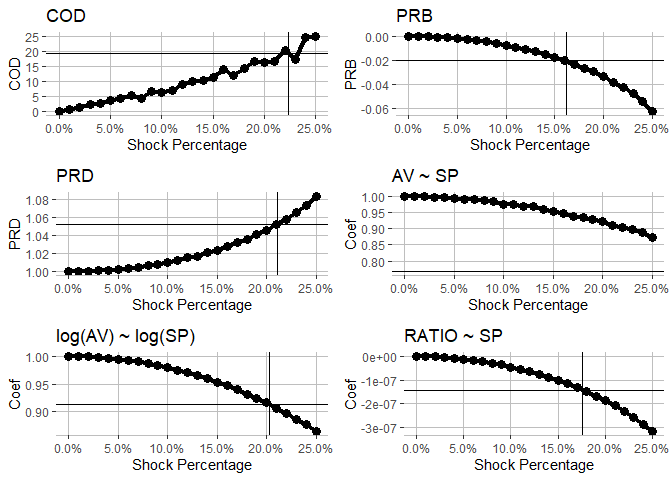 COD
25
20
15
10
5
0
COD
0.0% 5.0% 10.0% 15.0% 20.0% 25.0%
Shock Percentage
PRB
0.00
-0.02
-0.04
-0.06
PRB
0.0% 5.0% 10.0% 15.0% 20.0% 25.0%
Shock Percentage
PRD
1.08
1.06
1.04
1.02
1.00
PRD
0.0% 5.0% 10.0% 15.0% 20.0% 25.0%
Shock Percentage
AV ~ SP
1.00
0.95
0.90
0.85
0.80
Coef
0.0% 5.0% 10.0% 15.0% 20.0% 25.0%
Shock Percentage
log(AV) ~ log(SP)
1.00
0.95
0.90
Coef
0.0% 5.0% 10.0% 15.0% 20.0% 25.0%
Shock Percentage
RATIO ~ SP
0e+00
-1e-07
-2e-07
-3e-07
Coef
0.0% 5.0% 10.0% 15.0% 20.0% 25.0%
Shock Percentage